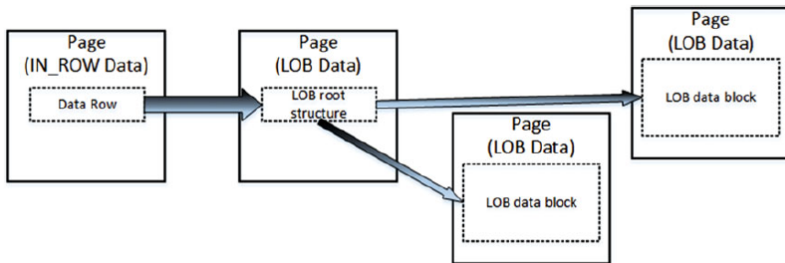 Page
(IN_ROW Data)
Data Row
Page
(LOB Data)
LOB root
structure
Page
(LOB Data)
LOB data block
Page
(LOB Data)
LOB data block